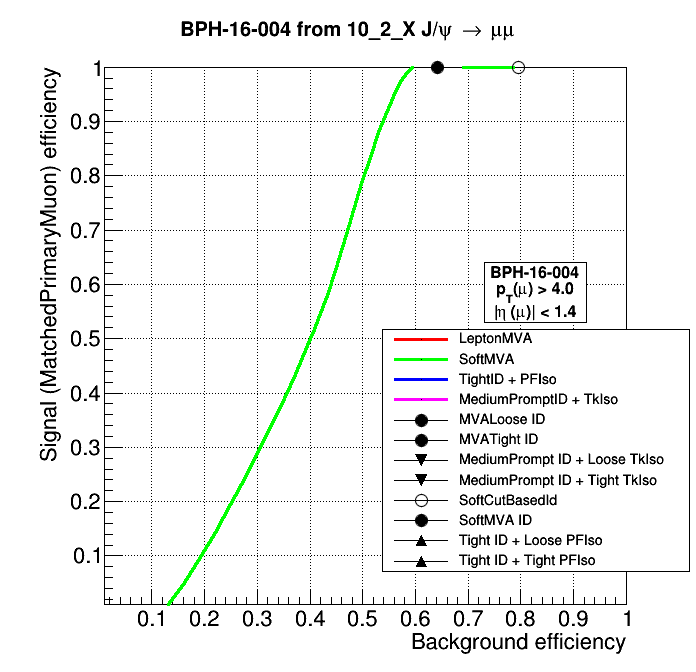 BPH-16-004 from 10_2_X J/ψ → μμ
Signal (MatchedPrimaryMuon) efficiency
1
0.9
0.8
0.7
0.6
0.5
0.4
0.3
0.2
0.1
BPH-16-004
pT(μ) > 4.0
|η (μ)| < 1.4
LeptonMVA
SoftMVA
TightID + PFIso
MediumPromptID + TkIso
MVALoose ID
MVATight ID
MediumPrompt ID + Loose TkIso
MediumPrompt ID + Tight TkIso
SoftCutBasedId
SoftMVA ID
Tight ID + Loose PFIso
Tight ID + Tight PFIso
0.1 0.2 0.3 0.4 0.5 0.6 0.7 0.8 0.9 1
Background efficiency